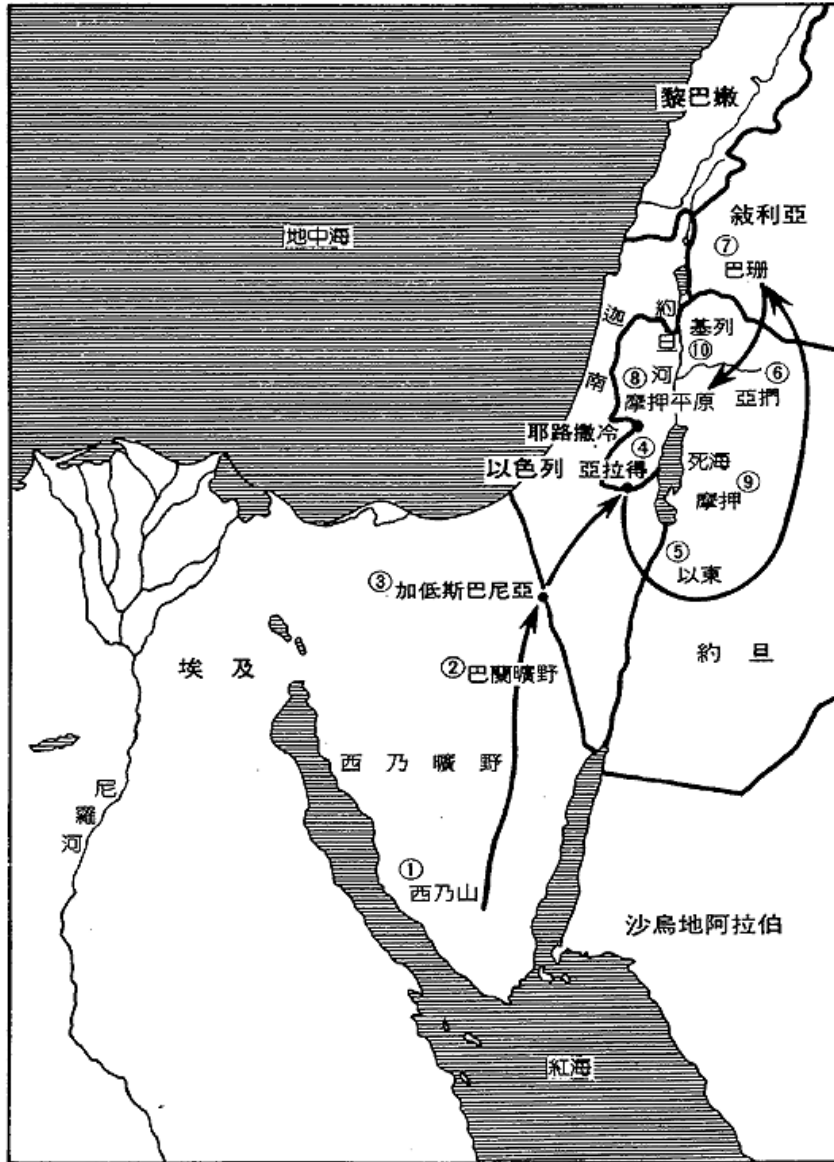 黎巴嫩
敍利亞
地中海
⑦
巴珊
迦南
約旦河
基列
⑩
⑧
摩押平原
⑥
亞捫
耶路撒冷
④
以色列 亞拉得
死海
⑨
摩押
⑤
以東
③加低斯巴尼亞
②巴蘭曠野
埃及
約旦
西乃曠野
尼羅河
①
西乃山
沙烏地阿拉伯
紅海